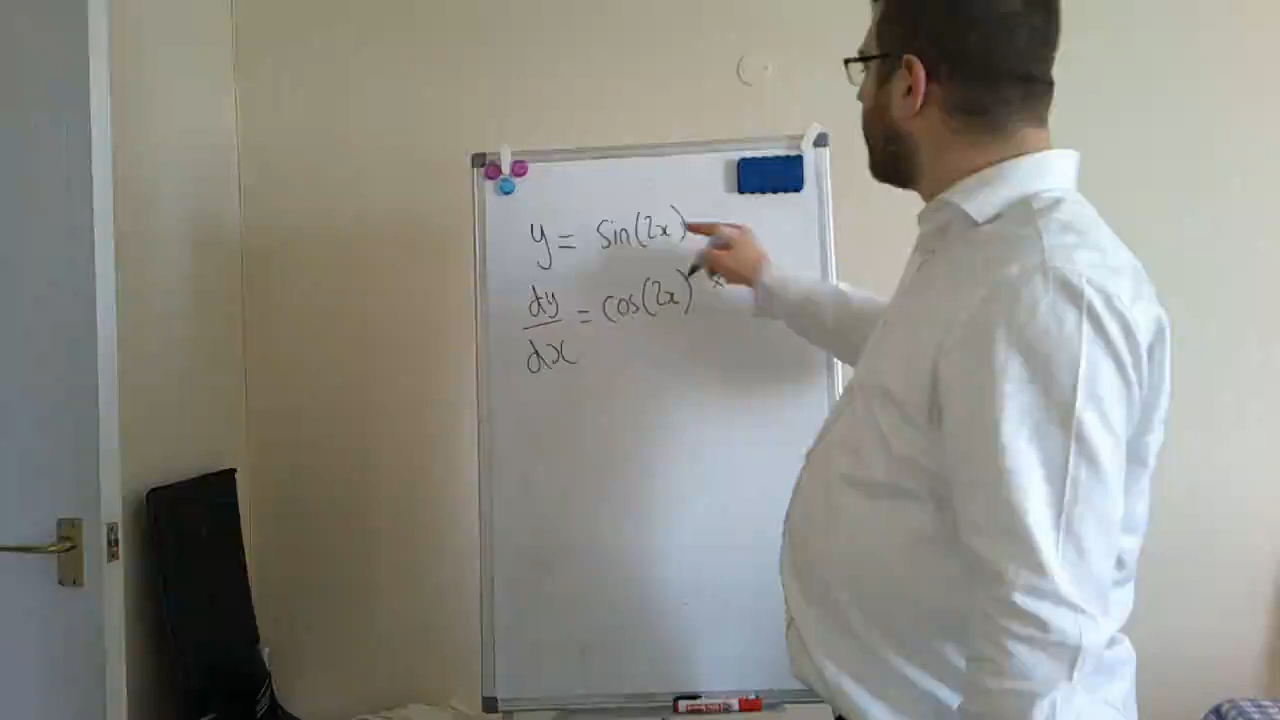 y = sin(2x)
dy
dx = cos(2x) x